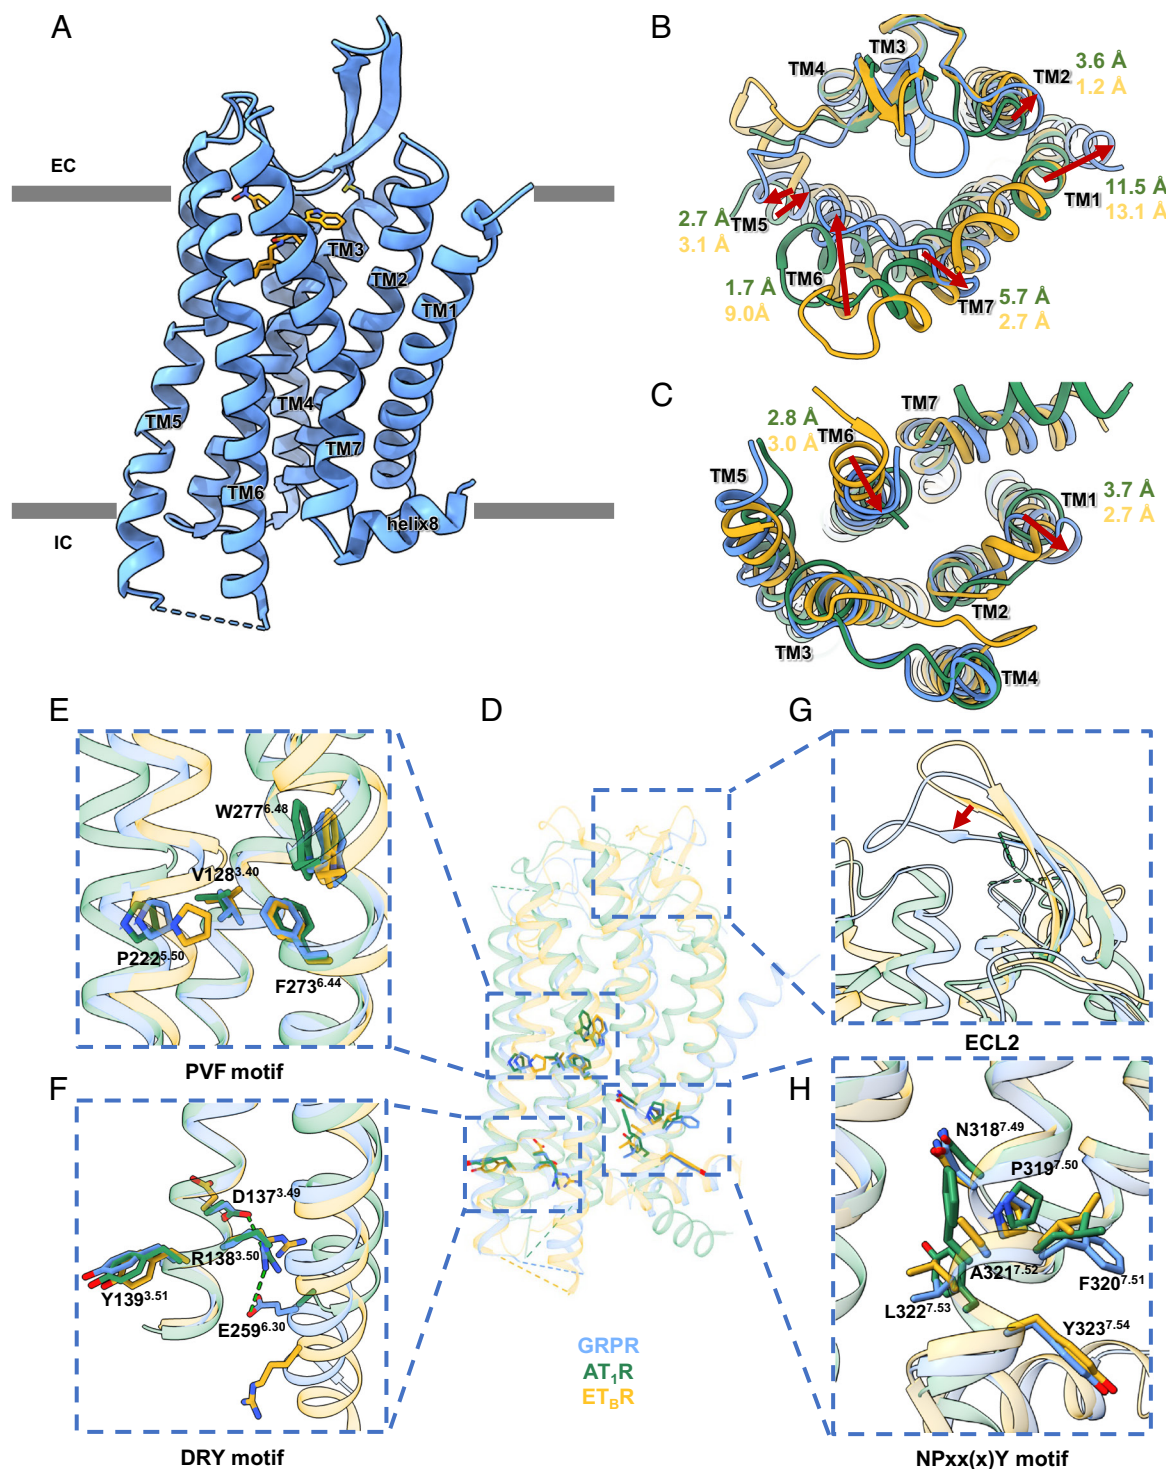 A
EC
TM3
TM2
TM1
TM4
TM5
TM7
TM6
helix8
IC
B
TM3
TM4
TM2
3.6 Å
1.2 Å
TM1
11.5 Å
13.1 Å
2.7 Å
3.1 Å
TM5
TM6
1.7 Å
9.0Å
TM7
5.7 Å
2.7 Å
C
2.8 Å
3.0 Å
TM6
TM7
TM5
TM1
3.7 Å
2.7 Å
TM2
TM3
TM4
E
W277^6.48
V128^3.40
P222^5.50
F273^6.44
PVF motif
D
G
ECL2
F
D137^3.49
R138^3.50
Y139^3.51
E259^6.30
DRY motif
GRPR
AT₁R
ET_BR
H
N318^7.49
P319^7.50
A321^7.52
F320^7.51
L322^7.53
Y323^7.54
NPxx(x)Y motif